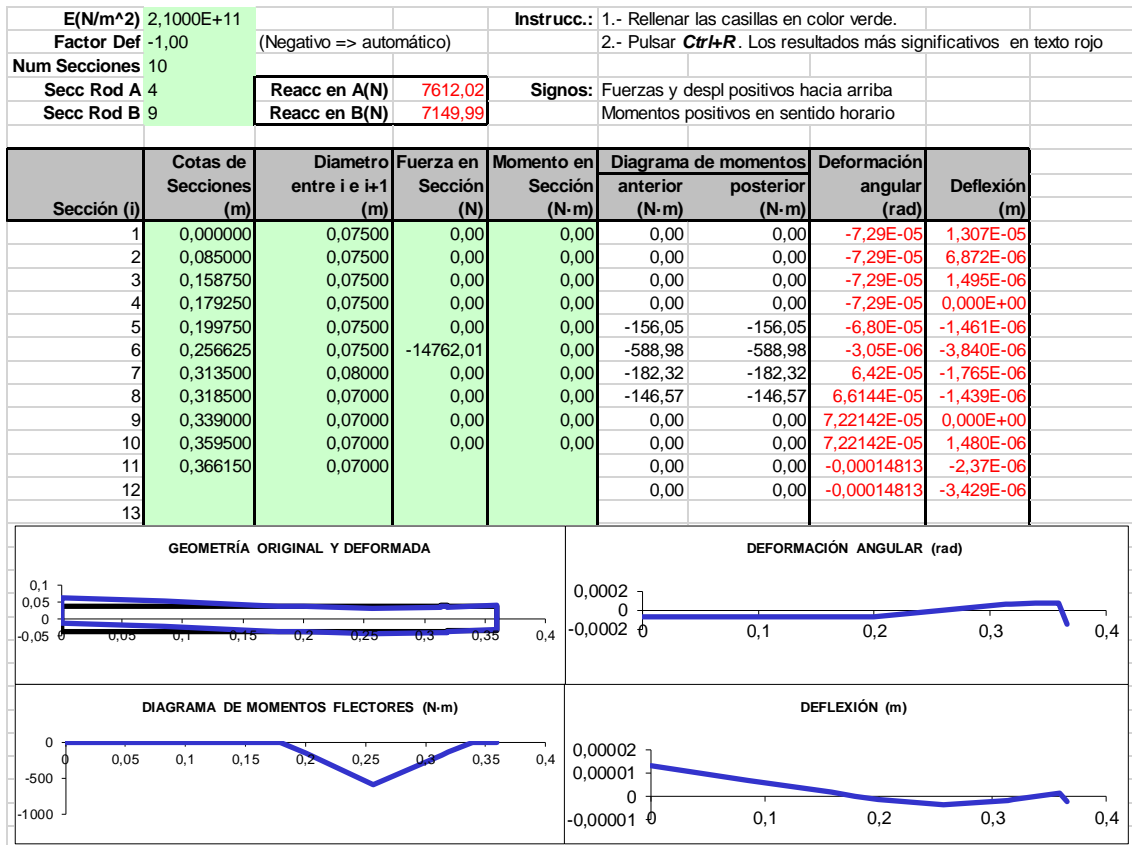 E(N/m^2) 2,1000E+11 Instrucc.: 1.- Rellenar las casillas en color verde.
Factor Def -1,00 (Negativo => automático) 2.- Pulsar Ctrl+R. Los resultados más significativos en texto rojo
Num Secciones 10
Secc Rod A 4 Reacc en A(N) 7612,02 Signos: Fuerzas y despl positivos hacia arriba
Secc Rod B 9 Reacc en B(N) 7149,99 Momentos positivos en sentido horario
Cotas de Diametro Fuerza en Momento en Diagrama de momentos Deformación
Secciones entre i e i+1 Sección Sección anterior posterior angular Deflexión
Sección (i) (m) (m) (N) (N·m) (N·m) (N·m) (rad) (m)
1 0,000000 0,07500 0,00 0,00 0,00 0,00 -7,29E-05 1,307E-05
2 0,085000 0,07500 0,00 0,00 0,00 0,00 -7,29E-05 6,872E-06
3 0,158750 0,07500 0,00 0,00 0,00 0,00 -7,29E-05 1,495E-06
4 0,179250 0,07500 0,00 0,00 0,00 0,00 -7,29E-05 0,000E+00
5 0,199750 0,07500 0,00 0,00 -156,05 -156,05 -6,80E-05 -1,461E-06
6 0,256625 0,07500 -14762,01 0,00 -588,98 -588,98 -3,05E-06 -3,840E-06
7 0,313500 0,08000 0,00 0,00 -182,32 -182,32 6,42E-05 -1,765E-06
8 0,318500 0,07000 0,00 0,00 -146,57 -146,57 6,6144E-05 -1,439E-06
9 0,339000 0,07000 0,00 0,00 0,00 0,00 7,22142E-05 0,000E+00
10 0,359500 0,07000 0,00 0,00 0,00 0,00 7,22142E-05 1,480E-06
11 0,366150 0,07000 0,00 0,00 -0,00014813 -2,37E-06
12 0,00 0,00 -0,00014813 -3,429E-06
13
GEOMETRÍA ORIGINAL Y DEFORMADA
0,1
0,05
0
-0,05
0 0,05 0,1 0,15 0,2 0,25 0,3 0,35 0,4
DEFORMACIÓN ANGULAR (rad)
0,0002
0
-0,0002
0 0,1 0,2 0,3 0,4
DIAGRAMA DE MOMENTOS FLECTORES (N·m)
0
-500
-1000
0 0,05 0,1 0,15 0,2 0,25 0,3 0,35 0,4
DEFLEXIÓN (m)
0,00002
0,00001
0
-0,00001
0 0,1 0,2 0,3 0,4